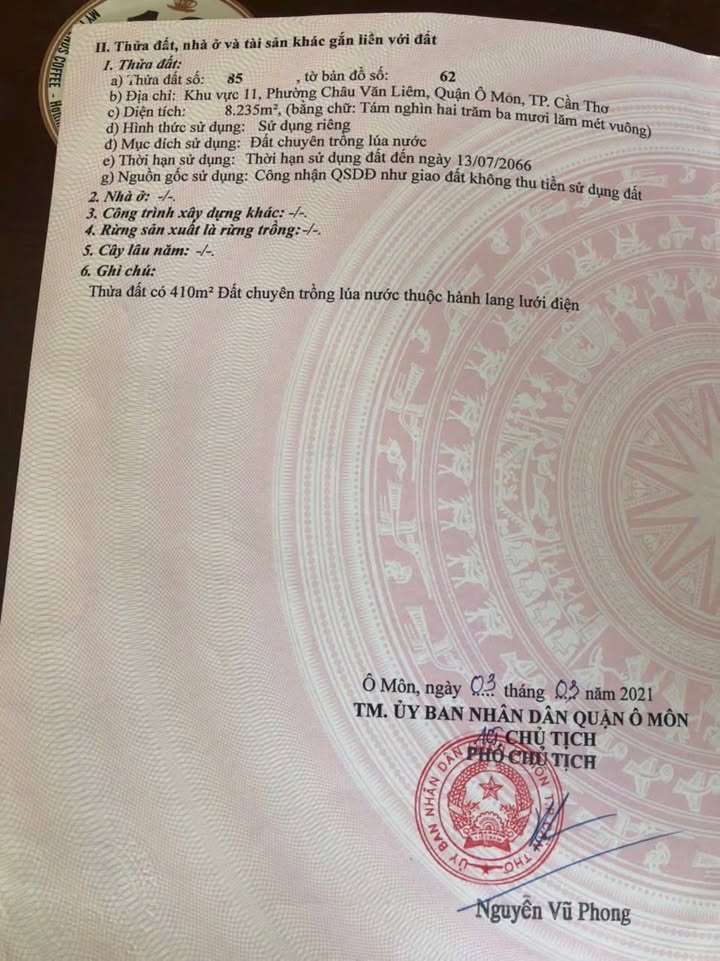 II. Thửa đất, nhà ở và tài sản khác gắn liền với đất
1. Thửa đất:
a) Thửa đất số: 85 , tờ bản đồ số: 62
b) Địa chỉ: Khu vực 11, Phường Châu Văn Liêm, Quận Ô Môn, TP. Cần Thơ
c) Diện tích: 8.235m², (bằng chữ: Tám nghìn hai trăm ba mươi lăm mét vuông)
d) Hình thức sử dụng: Sử dụng riêng
đ) Mục đích sử dụng: Đất chuyên trồng lúa nước
e) Thời hạn sử dụng: Thời hạn sử dụng đất đến ngày 13/07/2066
g) Nguồn gốc sử dụng: Công nhận QSDĐ như giao đất không thu tiền sử dụng đất
2. Nhà ở: -/-.
3. Công trình xây dựng khác: -/-.
4. Rừng sản xuất là rừng trồng:-/-.
5. Cây lâu năm: -/-.
6. Ghi chú:
Thửa đất có 410m² Đất chuyên trồng lúa nước thuộc hành lang lưới điện
Ô Môn, ngày 03 tháng 03 năm 2021
TM. ỦY BAN NHÂN DÂN QUẬN Ô MÔN
CHỦ TỊCH
PHÓ CHỦ TỊCH
ỦY BAN NHÂN DÂN Q. Ô MÔN T.P CẦN THƠ
Nguyễn Vũ Phong
COFFEE